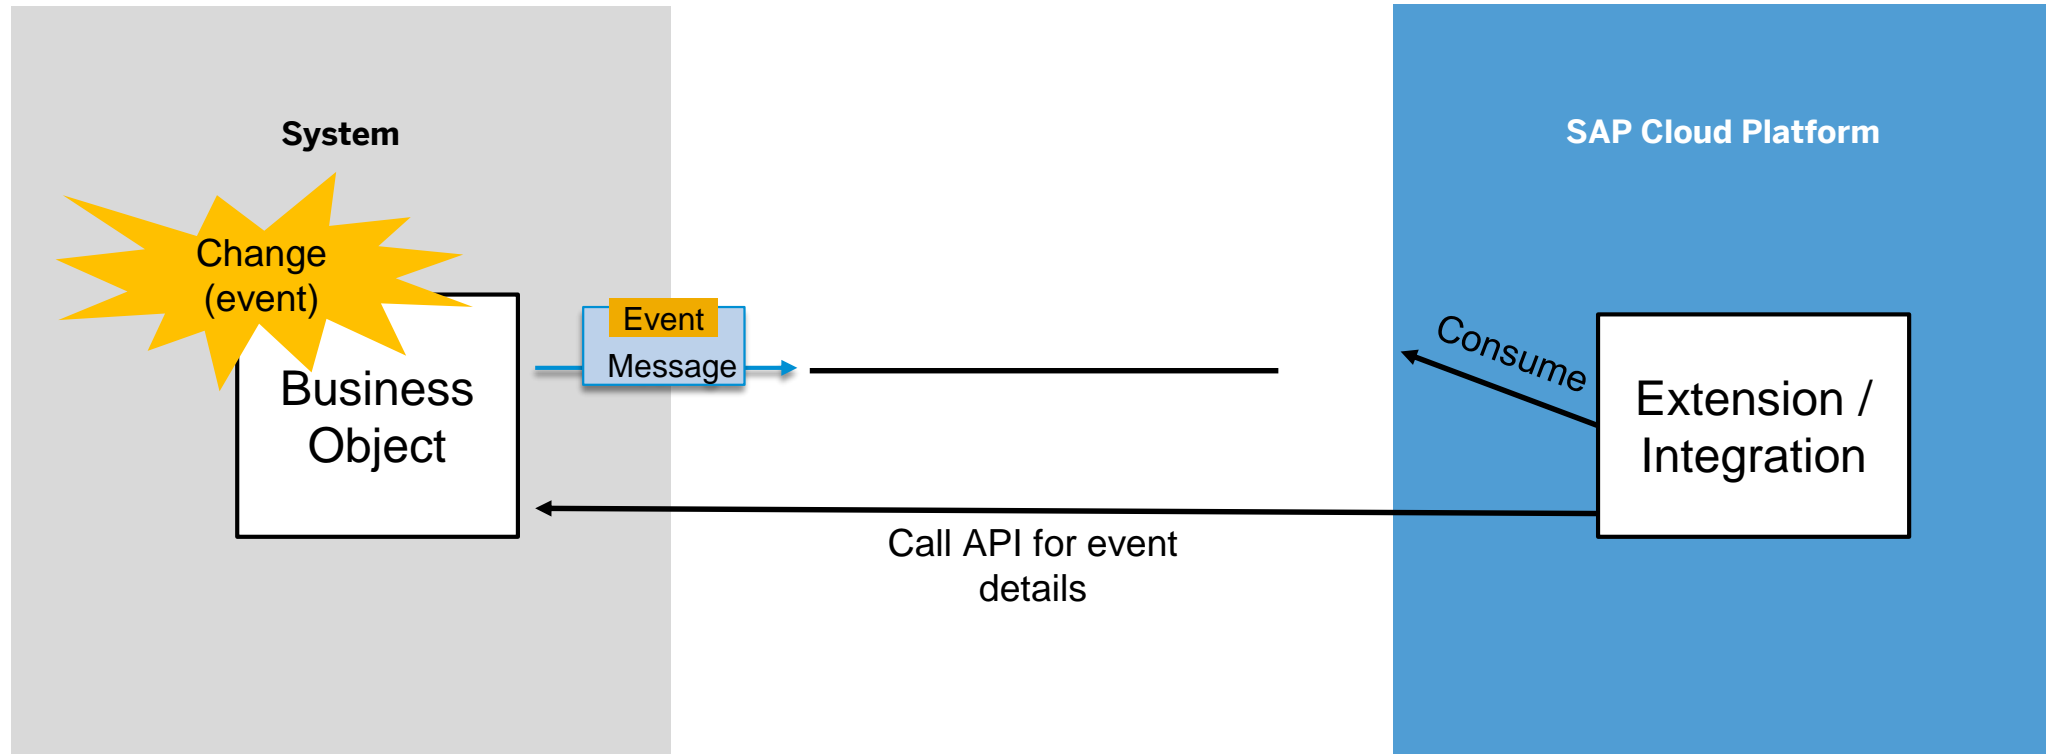 System
SAP Cloud Platform
Change
(event)
Event
Message
Business
Object
Consume
Extension /
Integration
Call API for event
details